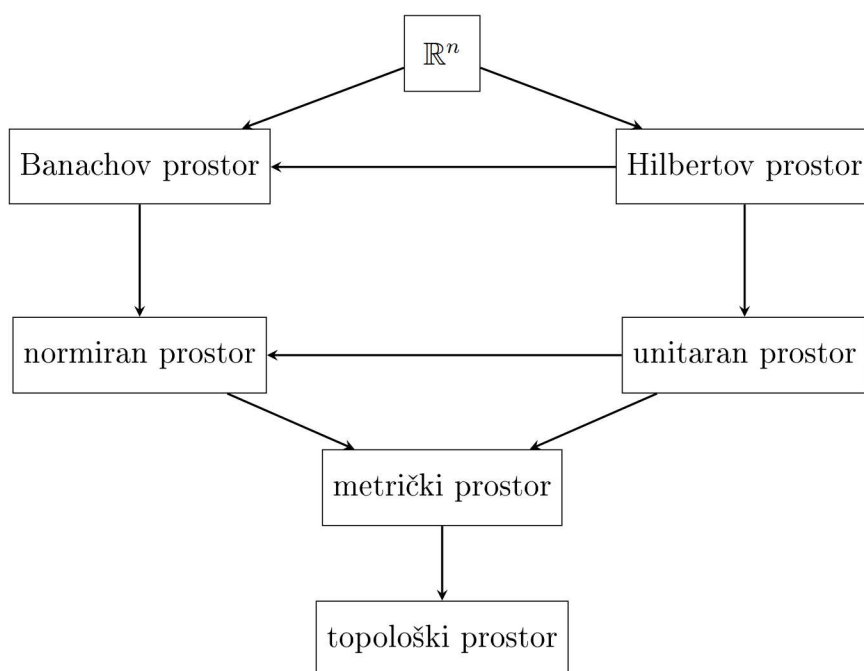 ℝⁿ
Banachov prostor
Hilbertov prostor
normiran prostor
unitaran prostor
metrički prostor
topološki prostor